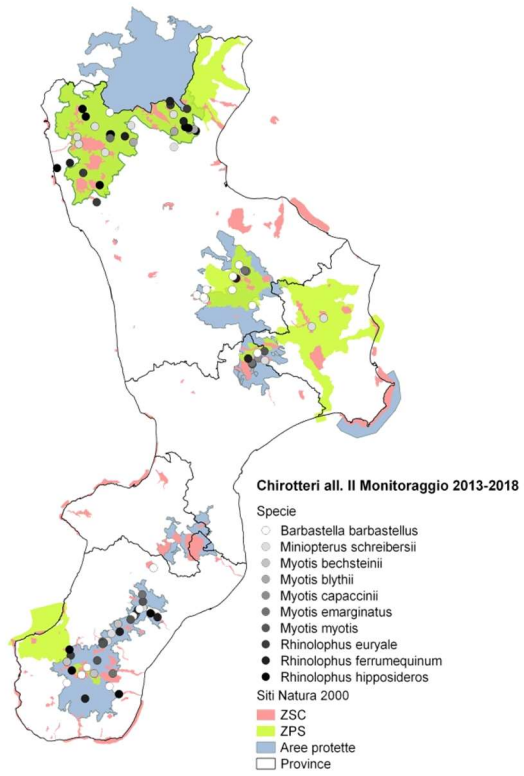 Chirotteri all. II Monitoraggio 2013-2018
Specie
Barbastella barbastellus
Miniopterus schreibersii
Myotis bechsteinii
Myotis blythii
Myotis capaccinii
Myotis emarginatus
Myotis myotis
Rhinolophus euryale
Rhinolophus ferrumequinum
Rhinolophus hipposideros
Siti Natura 2000
ZSC
ZPS
Aree protette
Province